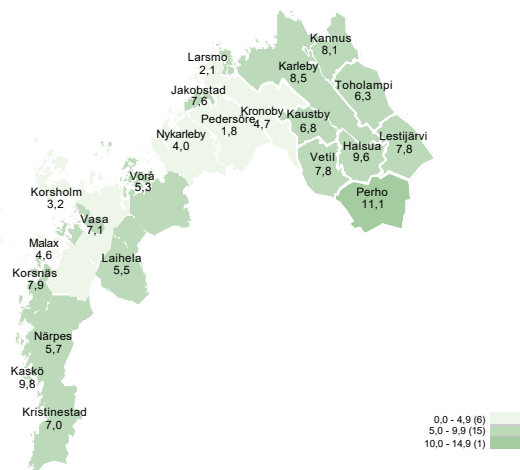 Kannus
8,1
Larsmo
2,1
Karleby
8,5
Jakobstad
7,6
Toholampi
6,3
Kronoby
4,7
Kaustby
6,8
Pedersöre
1,8
Nykarleby
4,0
Lestijärvi
7,8
Halsua
9,6
Vetil
7,8
Vörå
5,3
Perho
11,1
Korsholm
3,2
Vasa
7,1
Malax
4,6
Laihela
5,5
Korsnäs
7,9
Närpes
5,7
Kaskö
9,8
Kristinestad
7,0
0,0 - 4,9 (6)
5,0 - 9,9 (15)
10,0 - 14,9 (1)